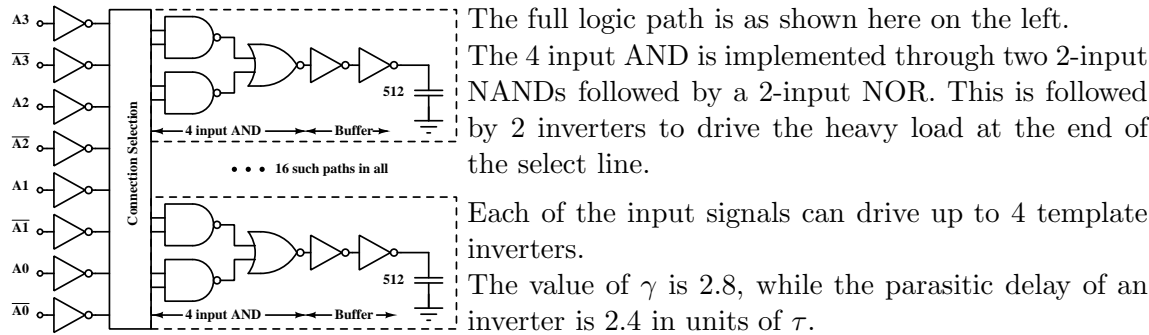 A3
A3
A2
A2
A1
A1
A0
A0
Connection Selection
512
4 input AND
Buffer
• • • 16 such paths in all
512
4 input AND
Buffer
The full logic path is as shown here on the left.
The 4 input AND is implemented through two 2-input
NANDs followed by a 2-input NOR. This is followed
by 2 inverters to drive the heavy load at the end of
the select line.
Each of the input signals can drive up to 4 template
inverters.
The value of γ is 2.8, while the parasitic delay of an
inverter is 2.4 in units of τ.